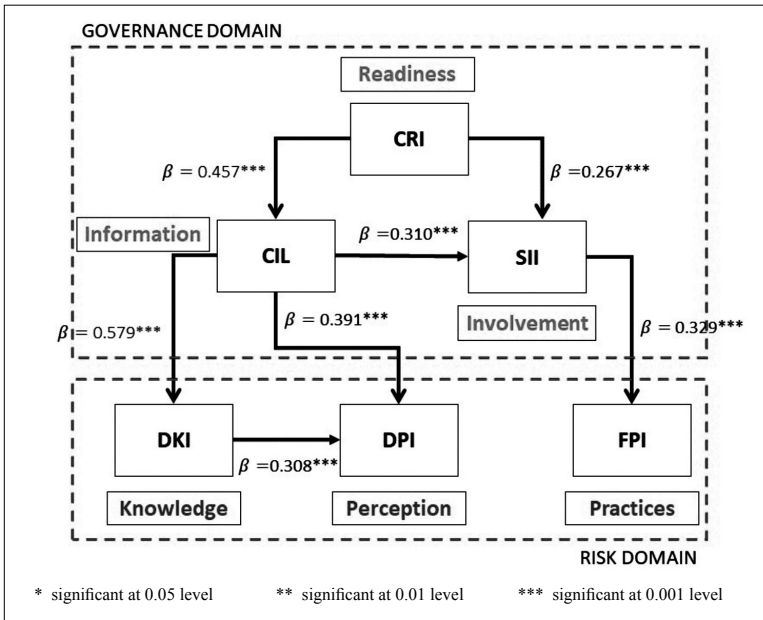 GOVERNANCE DOMAIN
Readiness
CRI
β = 0.457***
β =0.267***
Information
CIL
β =0.310***
SII
β = 0.579***
β = 0.391***
Involvement
β = 0.329***
DKI
β =0.308***
DPI
FPI
Knowledge
Perception
Practices
RISK DOMAIN
* significant at 0.05 level
** significant at 0.01 level
*** significant at 0.001 level